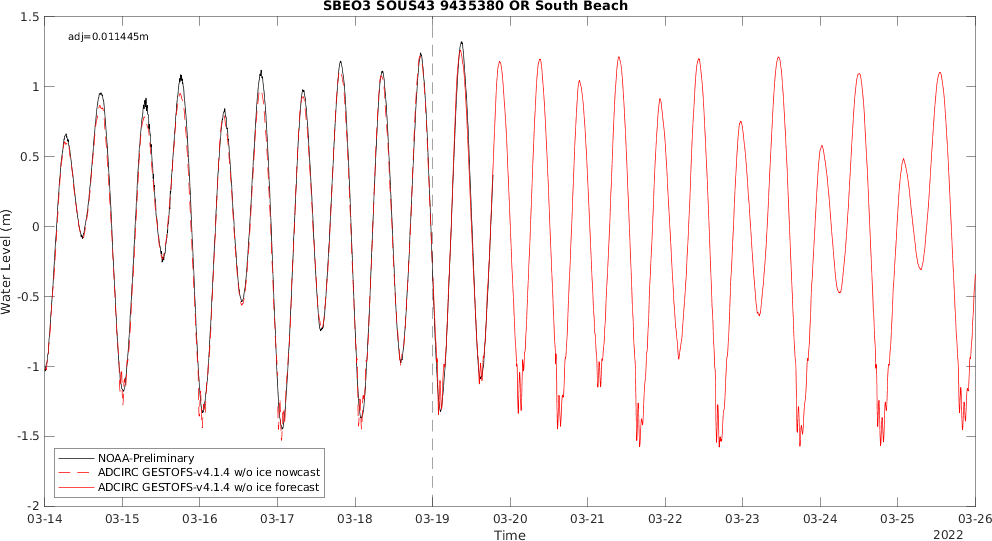 SBEO3 SOUS43 9435380 OR South Beach
adj=0.011445m
1.5
1
0.5
0
-0.5
-1
-1.5
-2
Water Level (m)
NOAA-Preliminary
ADCIRC GESTOFS-v4.1.4 w/o ice nowcast
ADCIRC GESTOFS-v4.1.4 w/o ice forecast
03-14 03-15 03-16 03-17 03-18 03-19 03-20 03-21 03-22 03-23 03-24 03-25 03-26
Time
2022